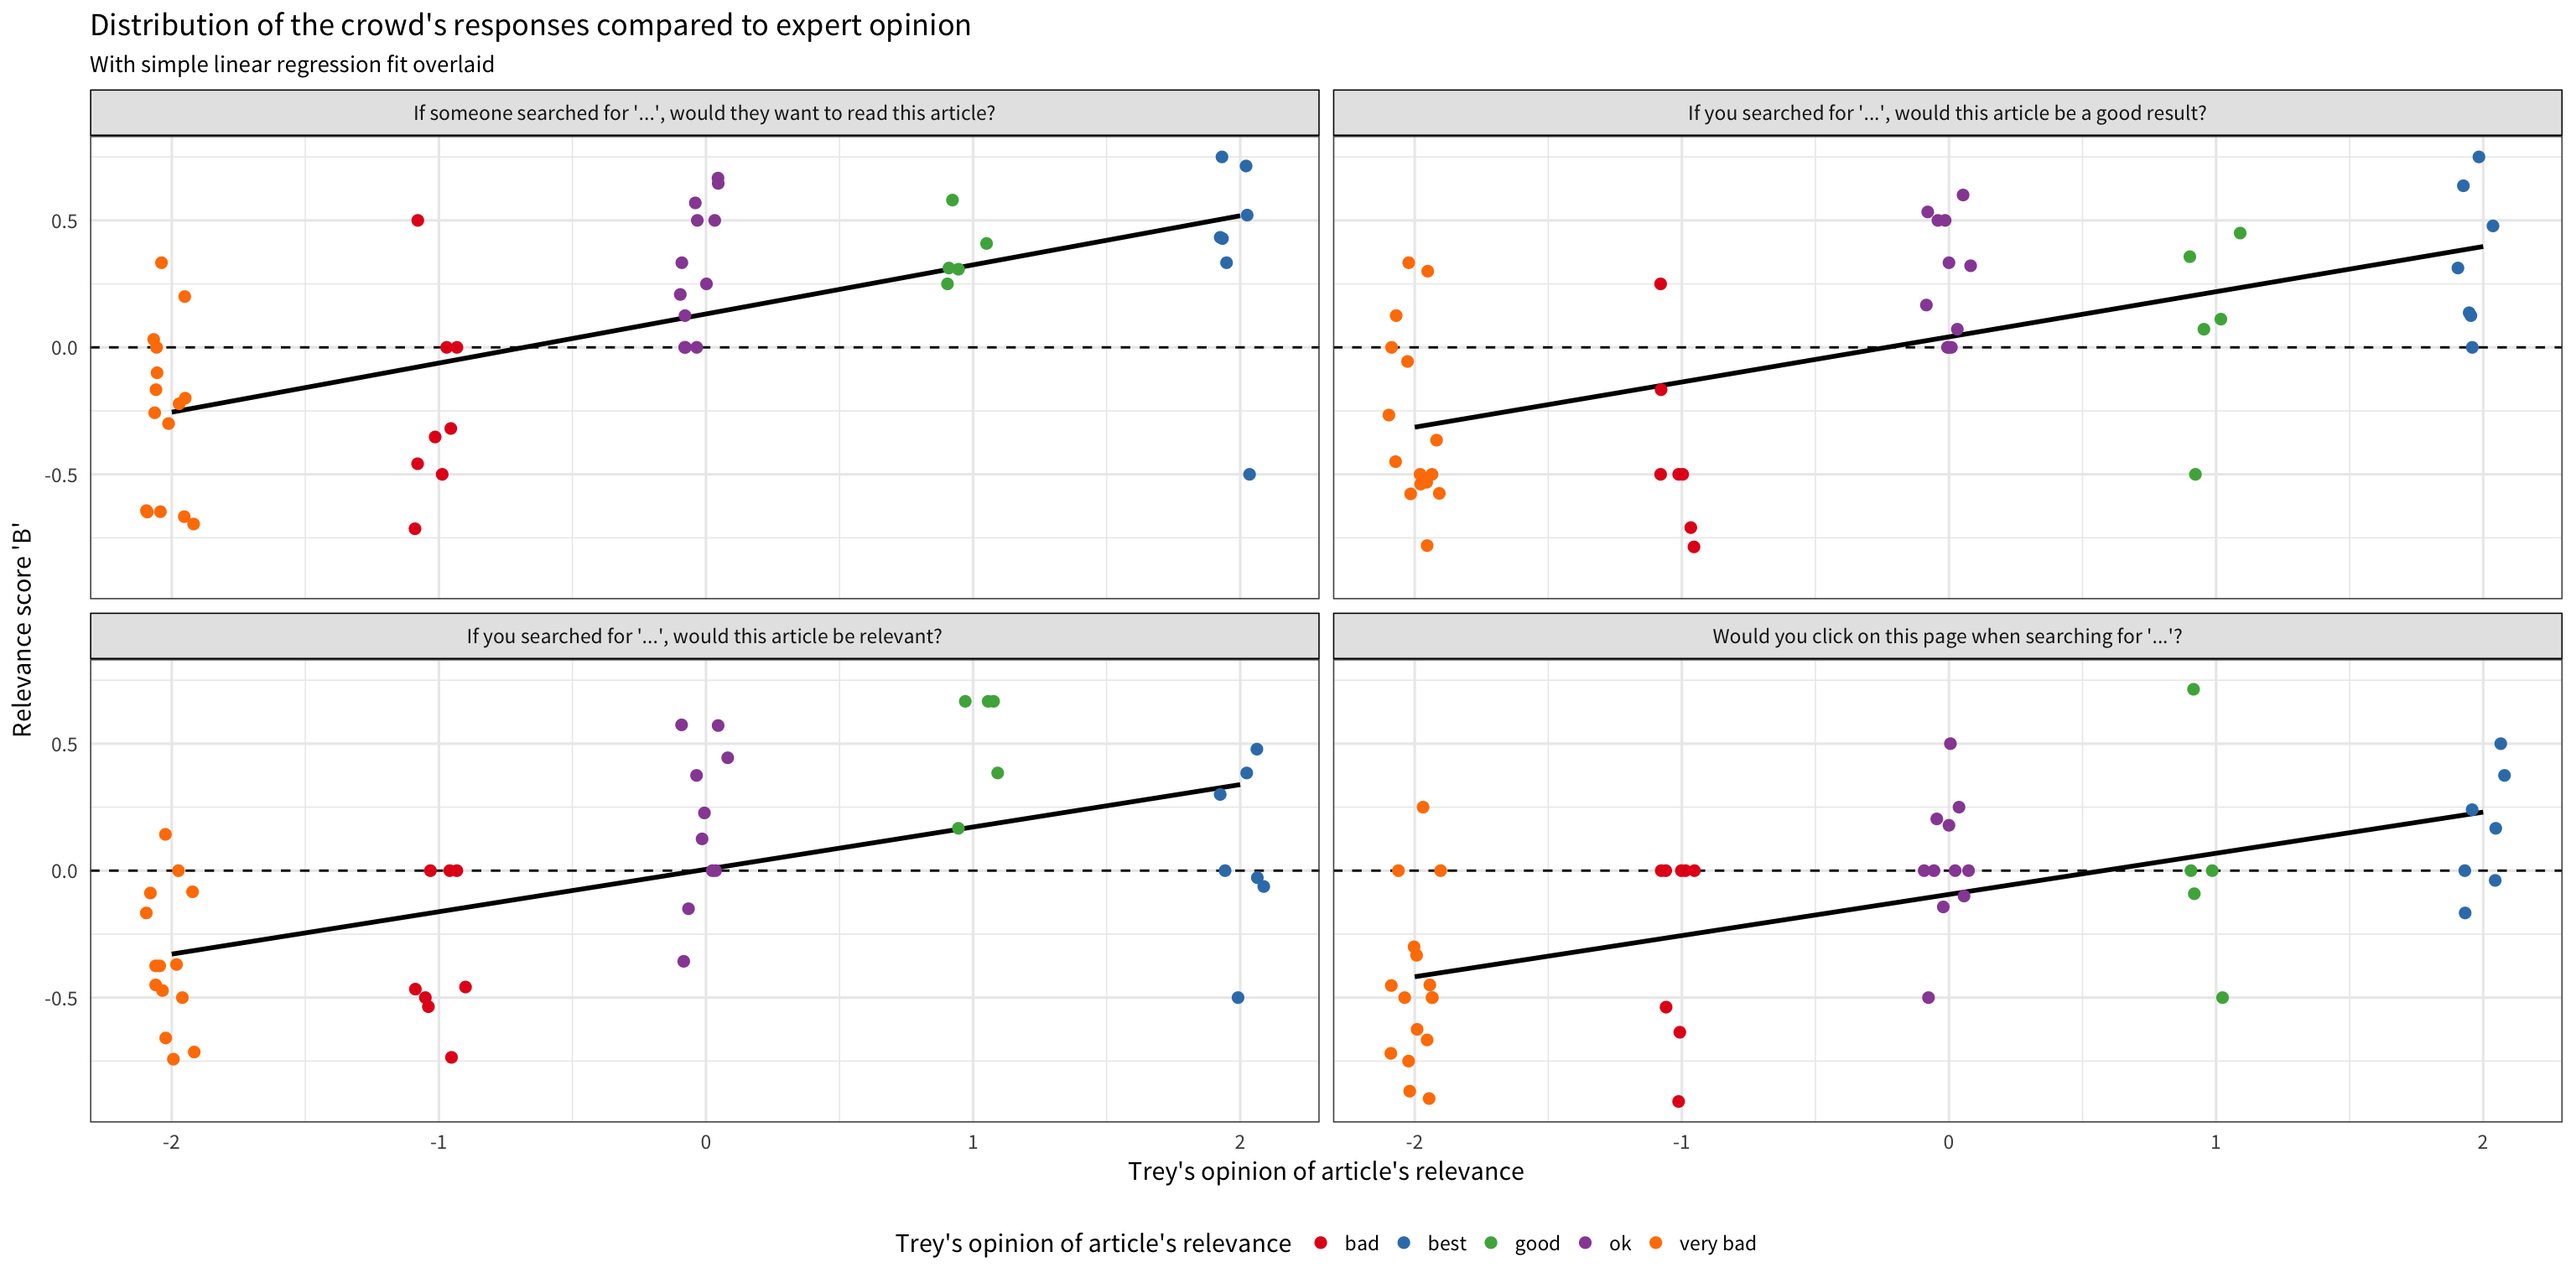 Distribution of the crowd's responses compared to expert opinion
With simple linear regression fit overlaid
If someone searched for '...', would they want to read this article?
If you searched for '...', would this article be a good result?
0.5
0.0
-0.5
If you searched for '...', would this article be relevant?
Would you click on this page when searching for '...'?
0.5
0.0
-0.5
Relevance score 'B'
-2 -1 0 1 2
-2 -1 0 1 2
Trey's opinion of article's relevance
Trey's opinion of article's relevance bad best good ok very bad